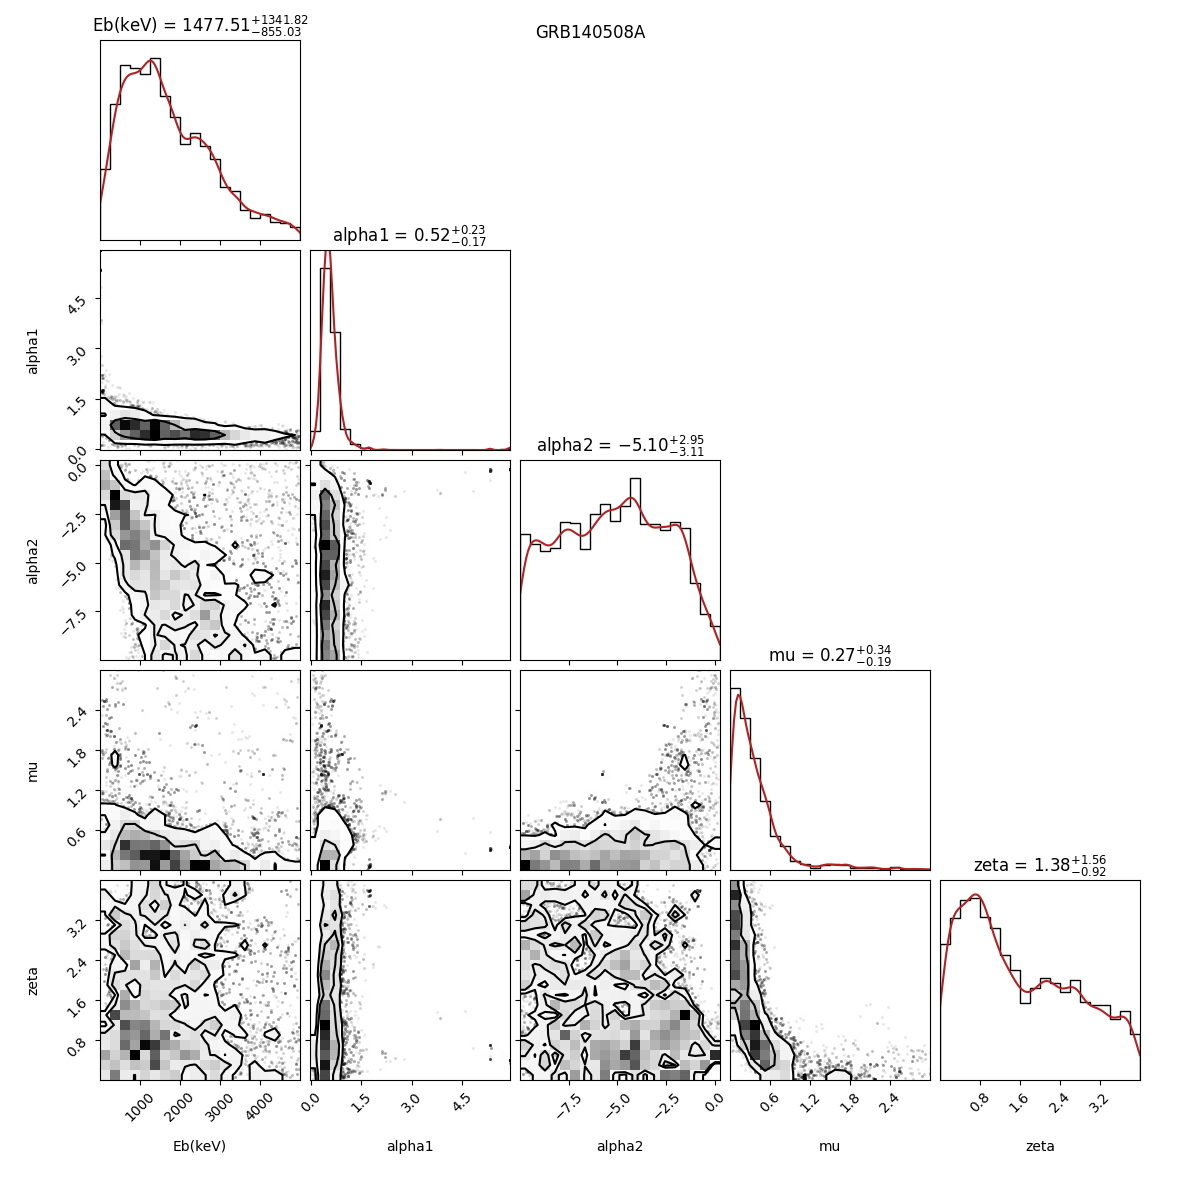 GRB140508A
Eb(keV) = 1477.51+1341.82−855.03
alpha1 = 0.52+0.23−0.17
alpha2 = −5.10+2.95−3.11
mu = 0.27+0.34−0.19
zeta = 1.38+1.56−0.92
alpha1
4.5
3.0
1.5
0.0
alpha2
0.0
−2.5
−5.0
−7.5
mu
2.4
1.8
1.2
0.6
zeta
3.2
2.4
1.6
0.8
1000 2000 3000 4000 0.0 1.5 3.0 4.5 −7.5 −5.0 −2.5 0.0 0.6 1.2 1.8 2.4 0.8 1.6 2.4 3.2
Eb(keV) alpha1 alpha2 mu zeta